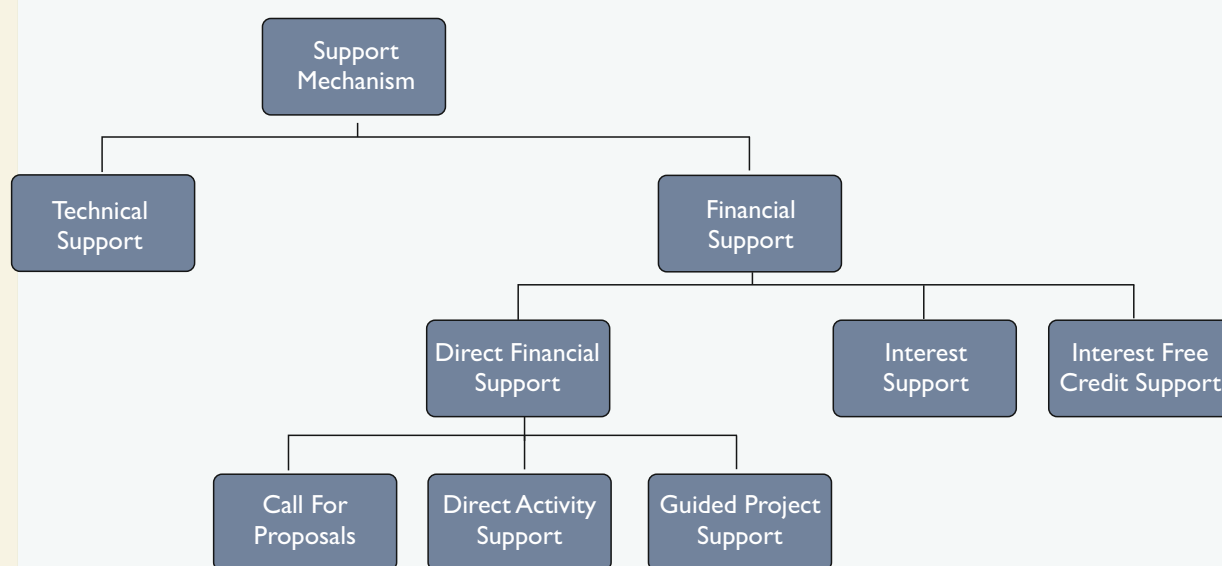 Support
Mechanism
Technical
Support
Financial
Support
Direct Financial
Support
Interest
Support
Interest Free
Credit Support
Call For
Proposals
Direct Activity
Support
Guided Project
Support